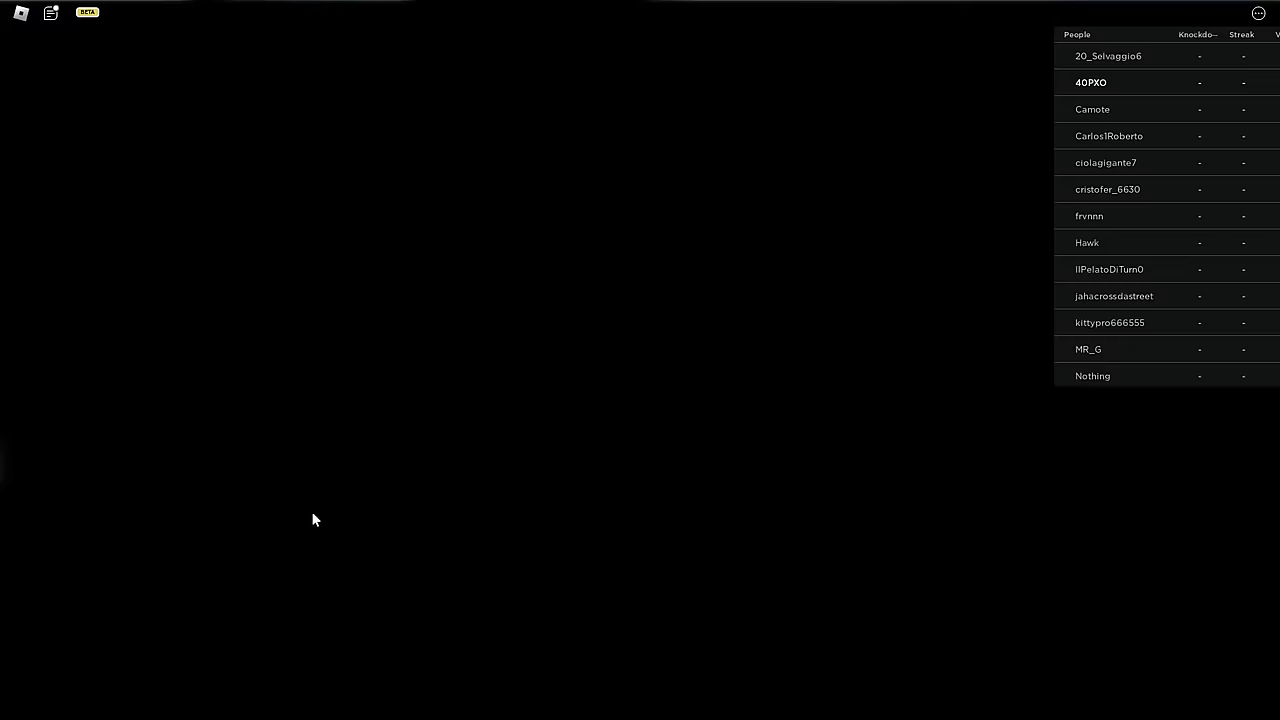 BETA
People Knockdo-- Streak V
20_Selvaggio6 - -
40PXO - -
Camote - -
Carlos1Roberto - -
ciolagigante7 - -
cristofer_6630 - -
frvnnn - -
Hawk - -
IlPelatoDiTurn0 - -
jahacrossdastreet - -
kittypro666555 - -
MR_G - -
Nothing - -